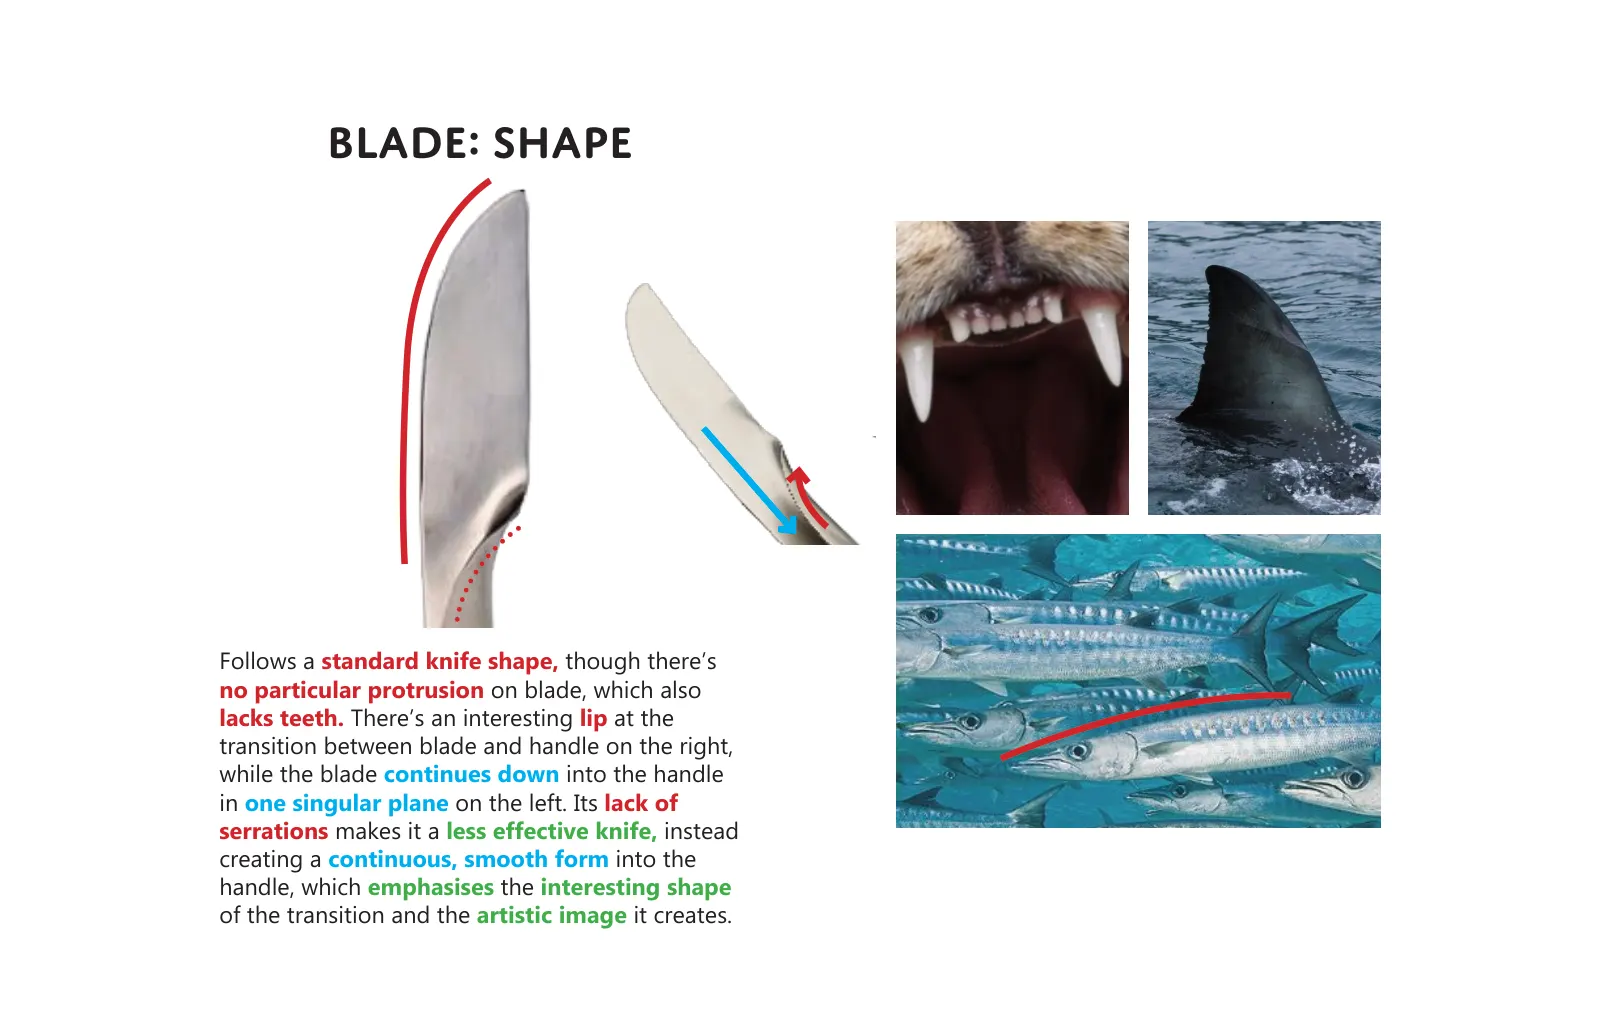 BLADE: SHAPE
Follows a standard knife shape, though there’s
no particular protrusion on blade, which also
lacks teeth. There’s an interesting lip at the
transition between blade and handle on the right,
while the blade continues down into the handle
in one singular plane on the left. Its lack of
serrations makes it a less effective knife, instead
creating a continuous, smooth form into the
handle, which emphasises the interesting shape
of the transition and the artistic image it creates.